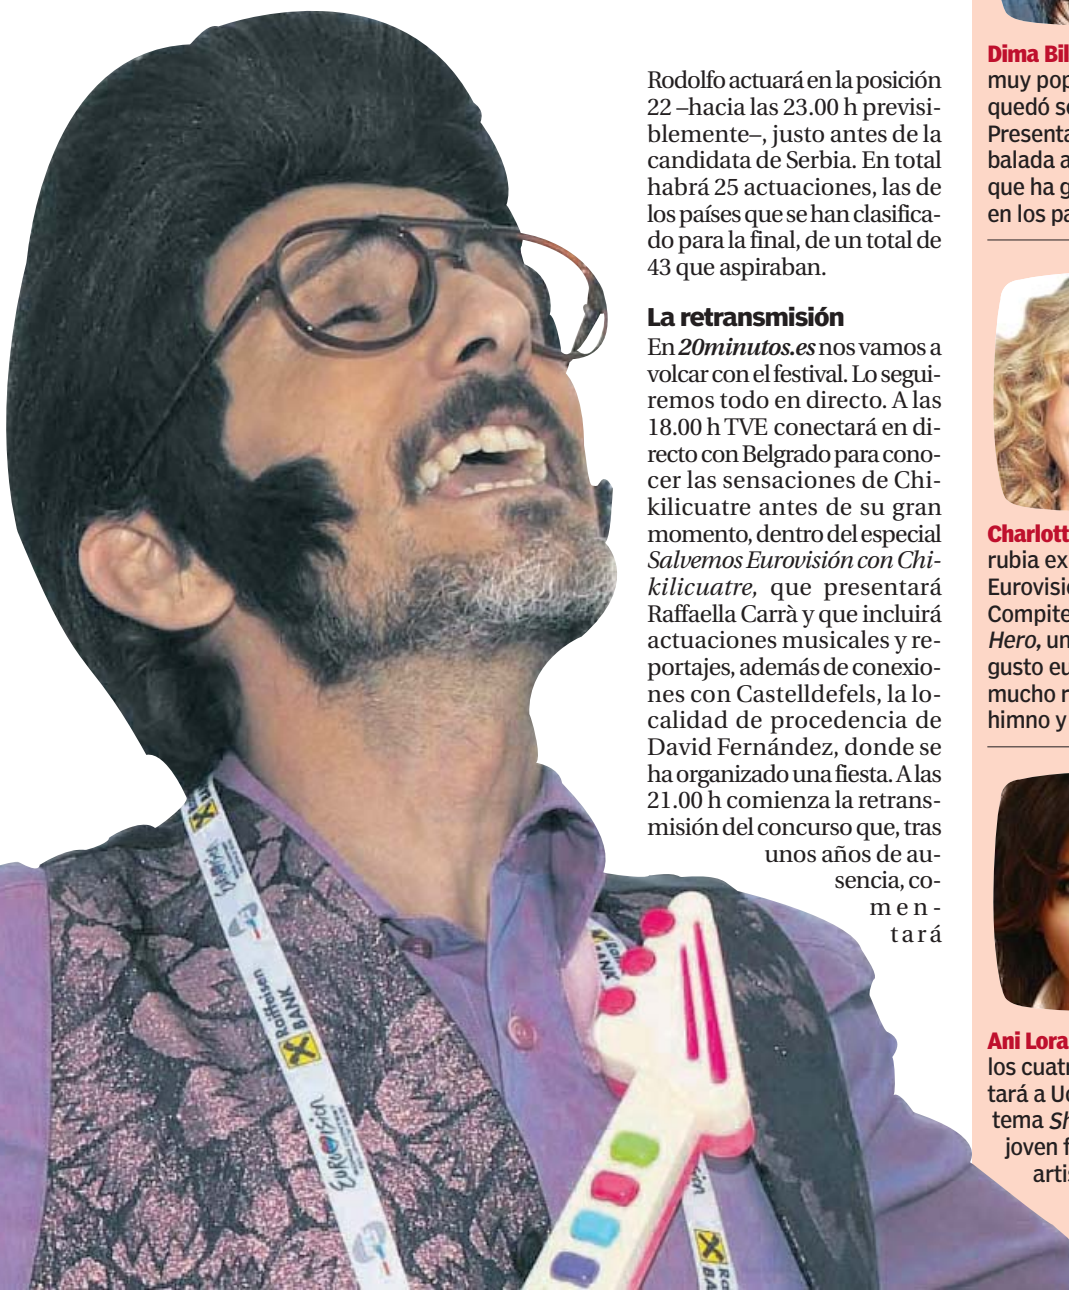 Rodolfo actuará en la posición
22 –hacia las 23.00 h previsi-
blemente–, justo antes de la
candidata de Serbia. En total
habrá 25 actuaciones, las de
los países que se han clasifica-
do para la final, de un total de
43 que aspiraban.
La retransmisión
En 20minutos.es nos vamos a
volcar con el festival. Lo segui-
remos todo en directo. A las
18.00 h TVE conectará en di-
recto con Belgrado para cono-
cer las sensaciones de Chi-
kilicuatre antes de su gran
momento, dentro del especial
Salvemos Eurovisión con Chi-
kilicuatre, que presentará
Raffaella Carrà y que incluirá
actuaciones musicales y re-
portajes, además de conexio-
nes con Castelldefels, la lo-
calidad de procedencia de
David Fernández, donde se
ha organizado una fiesta. A las
21.00 h comienza la retrans-
misión del concurso que, tras
unos años de au-
sencia, co-
men-
tará
Dima Bil
muy pop
quedó se
Presenta
balada a
que ha g
en los pa
Charlott
rubia ex
Eurovisi
Compite
Hero, un
gusto eu
mucho r
himno y
Ani Lora
los cuatr
tará a Uc
tema Sh
joven f
artis
Raiffeisen
BANK
EUROVISION